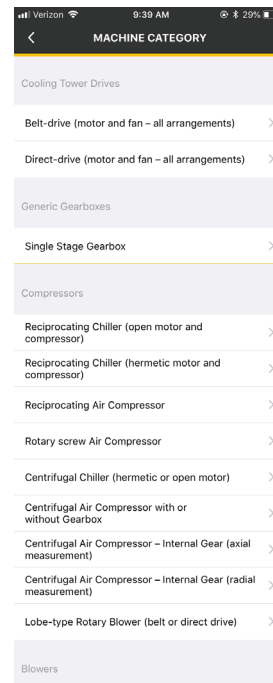 Verizon 9:39 AM 29%
MACHINE CATEGORY
Cooling Tower Drives
Belt-drive (motor and fan – all arrangements)
Direct-drive (motor and fan – all arrangements)
Generic Gearboxes
Single Stage Gearbox
Compressors
Reciprocating Chiller (open motor and
compressor)
Reciprocating Chiller (hermetic motor and
compressor)
Reciprocating Air Compressor
Rotary screw Air Compressor
Centrifugal Chiller (hermetic or open motor)
Centrifugal Air Compressor with or
without Gearbox
Centrifugal Air Compressor – Internal Gear (axial
measurement)
Centrifugal Air Compressor – Internal Gear (radial
measurement)
Lobe-type Rotary Blower (belt or direct drive)
Blowers